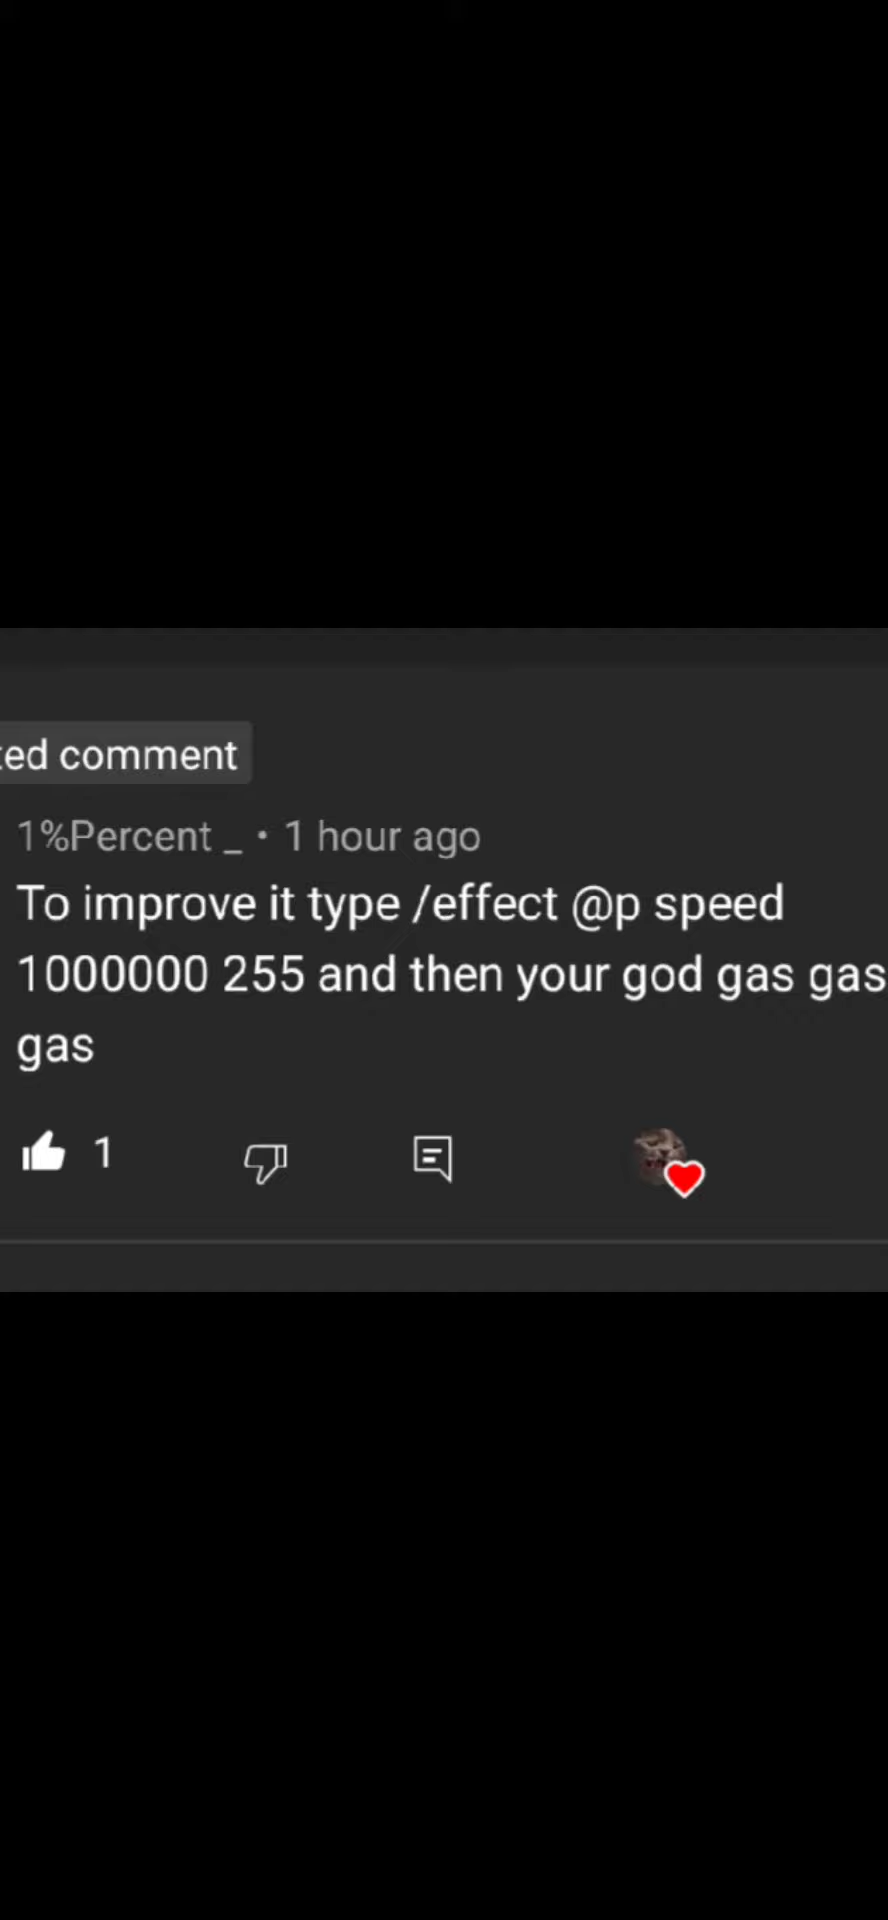 ted comment
1%Percent _ • 1 hour ago
To improve it type /effect @p speed
1000000 255 and then your god gas gas
gas
1